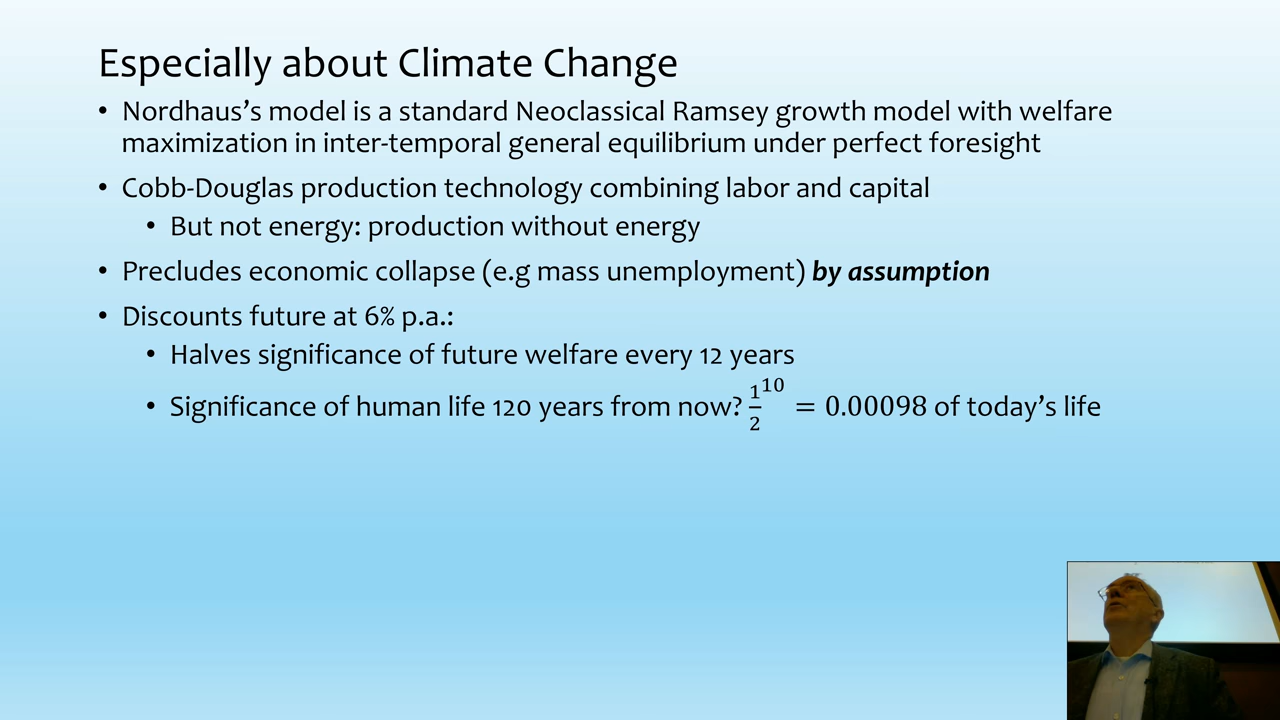 Especially about Climate Change
• Nordhaus’s model is a standard Neoclassical Ramsey growth model with welfare
maximization in inter-temporal general equilibrium under perfect foresight
• Cobb-Douglas production technology combining labor and capital
• But not energy: production without energy
• Precludes economic collapse (e.g mass unemployment) by assumption
• Discounts future at 6% p.a.:
• Halves significance of future welfare every 12 years
• Significance of human life 120 years from now? 1/2^10 = 0.00098 of today’s life